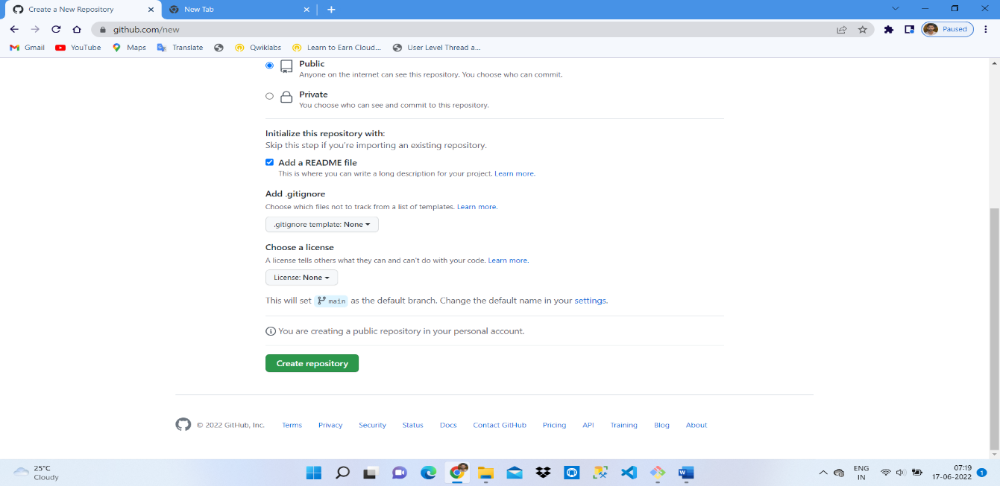 Create a New Repository
New Tab
github.com/new
Paused
Gmail YouTube Maps Translate Qwiklabs Learn to Earn Cloud... User Level Thread a...
Public
Anyone on the internet can see this repository. You choose who can commit.
Private
You choose who can see and commit to this repository.
Initialize this repository with:
Skip this step if you're importing an existing repository.
Add a README file
This is where you can write a long description for your project. Learn more.
Add .gitignore
Choose which files not to track from a list of templates. Learn more.
.gitignore template: None
Choose a license
A license tells others what they can and can't do with your code. Learn more.
License: None
This will set main as the default branch. Change the default name in your settings.
You are creating a public repository in your personal account.
Create repository
© 2022 GitHub, Inc. Terms Privacy Security Status Docs Contact GitHub Pricing API Training Blog About
25°C
Cloudy
ENG
IN
07:19
17-06-2022
1